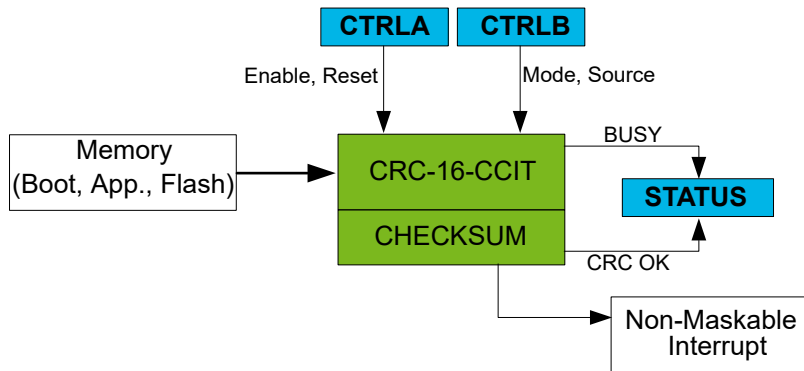 CTRLA
CTRLB
Enable, Reset
Mode, Source
Memory
(Boot, App., Flash)
CRC-16-CCIT
BUSY
STATUS
CHECKSUM
CRC OK
Non-Maskable
Interrupt